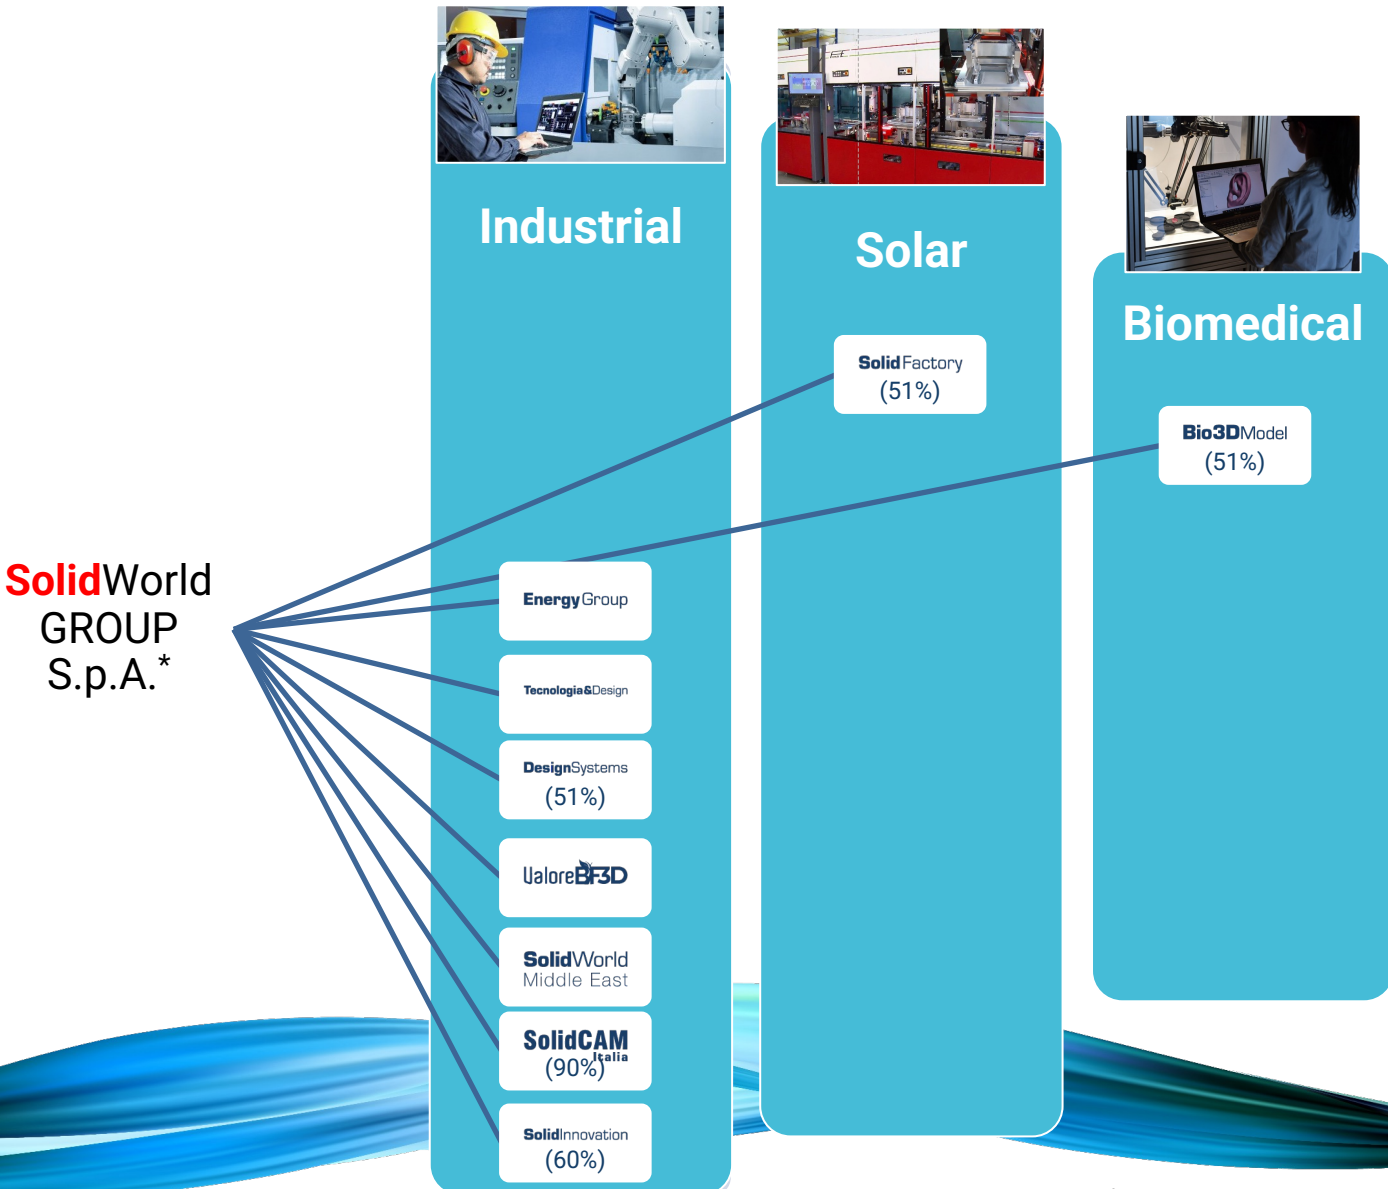 Industrial
Solar
Biomedical
SolidFactory
(51%)
Bio3DModel
(51%)
SolidWorld
GROUP
S.p.A.*
EnergyGroup
Tecnologia&Design
DesignSystems
(51%)
ValoreBF3D
SolidWorld
Middle East
SolidCAM
Italia
(90%)
SolidInnovation
(60%)